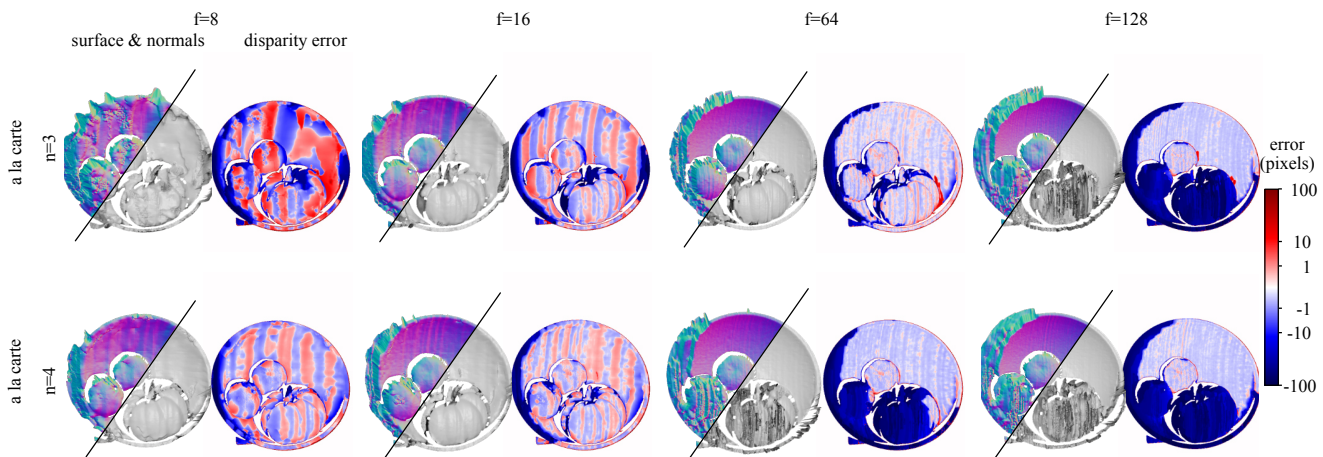 f=8
f=16
f=64
f=128
surface & normals
disparity error
a la carte
n=3
a la carte
n=4
error
(pixels)
100
10
1
-1
-10
-100